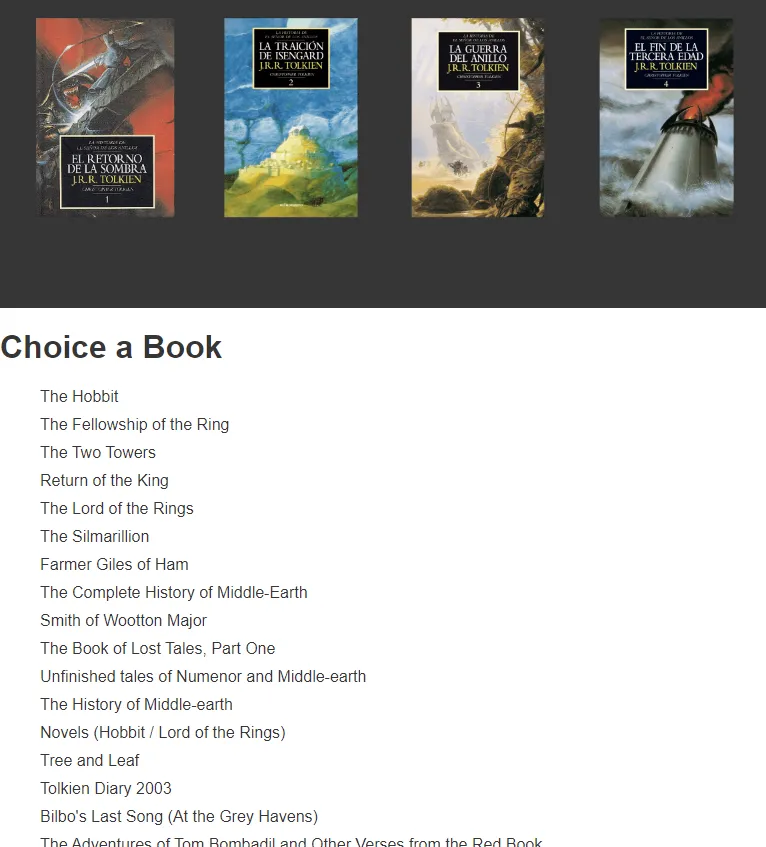 LA HISTORIA DE
EL SEÑOR DE LOS ANILLOS
LA TRAICIÓN
DE ISENGARD
J.R.R. TOLKIEN
CHRISTOPHER TOLKIEN
2
LA HISTORIA DE
EL SEÑOR DE LOS ANILLOS
LA GUERRA
DEL ANILLO
J.R.R. TOLKIEN
CHRISTOPHER TOLKIEN
3
LA HISTORIA DE
EL SEÑOR DE LOS ANILLOS
EL FIN DE LA
TERCERA EDAD
J.R.R. TOLKIEN
CHRISTOPHER TOLKIEN
4
LA HISTORIA DE
EL SEÑOR DE LOS ANILLOS
EL RETORNO
DE LA SOMBRA
J.R.R. TOLKIEN
CHRISTOPHER TOLKIEN
1
Choice a Book
The Hobbit
The Fellowship of the Ring
The Two Towers
Return of the King
The Lord of the Rings
The Silmarillion
Farmer Giles of Ham
The Complete History of Middle-Earth
Smith of Wootton Major
The Book of Lost Tales, Part One
Unfinished tales of Numenor and Middle-earth
The History of Middle-earth
Novels (Hobbit / Lord of the Rings)
Tree and Leaf
Tolkien Diary 2003
Bilbo's Last Song (At the Grey Havens)
The Adventures of Tom Bombadil and Other Verses from the Red Book